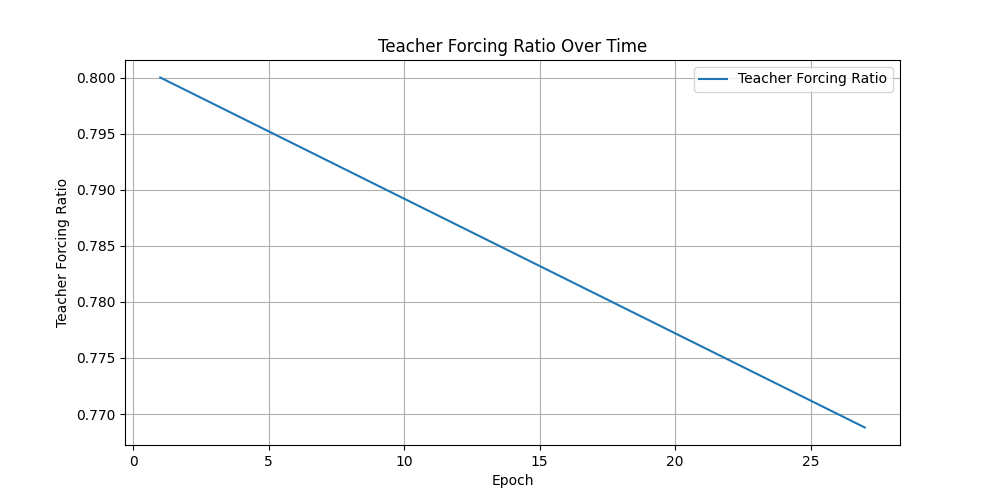 Teacher Forcing Ratio Over Time
Teacher Forcing Ratio
0.800
0.795
0.790
0.785
0.780
0.775
0.770
Teacher Forcing Ratio
0 5 10 15 20 25
Epoch